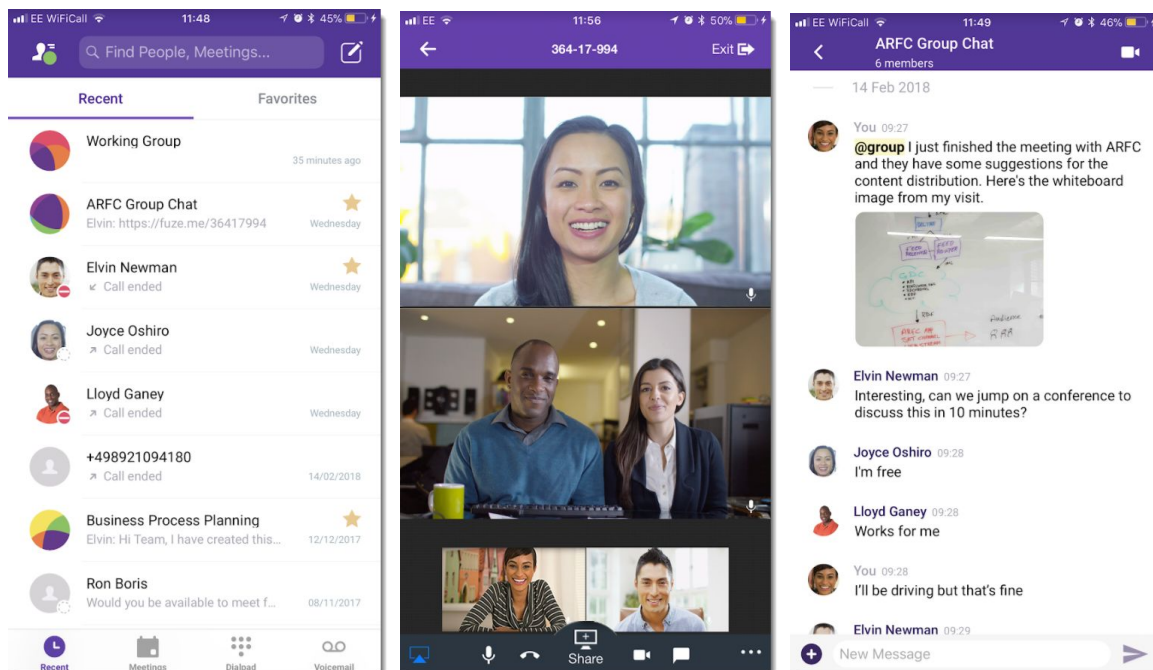 EE WiFiCall 11:48 45%
Find People, Meetings...
Recent Favorites
Working Group
35 minutes ago
ARFC Group Chat
Elvin: https://fuze.me/36417994 Wednesday
Elvin Newman
Call ended Wednesday
Joyce Oshiro
Call ended Wednesday
Lloyd Ganey
Call ended Wednesday
+498921094180
Call ended 14/02/2018
Business Process Planning
Elvin: Hi Team, I have created this... 12/12/2017
Ron Boris
Would you be available to meet f... 08/11/2017
Recent Meetings Dialpad Voicemail
EE 11:56 50%
364-17-994 Exit
Share
EE WiFiCall 11:49 46%
ARFC Group Chat
6 members
14 Feb 2018
You 09:27
@group I just finished the meeting with ARFC
and they have some suggestions for the
content distribution. Here's the whiteboard
image from my visit.
Elvin Newman 09:27
Interesting, can we jump on a conference to
discuss this in 10 minutes?
Joyce Oshiro 09:28
I'm free
Lloyd Ganey 09:28
Works for me
You 09:28
I'll be driving but that's fine
Elvin Newman 09:29
New Message